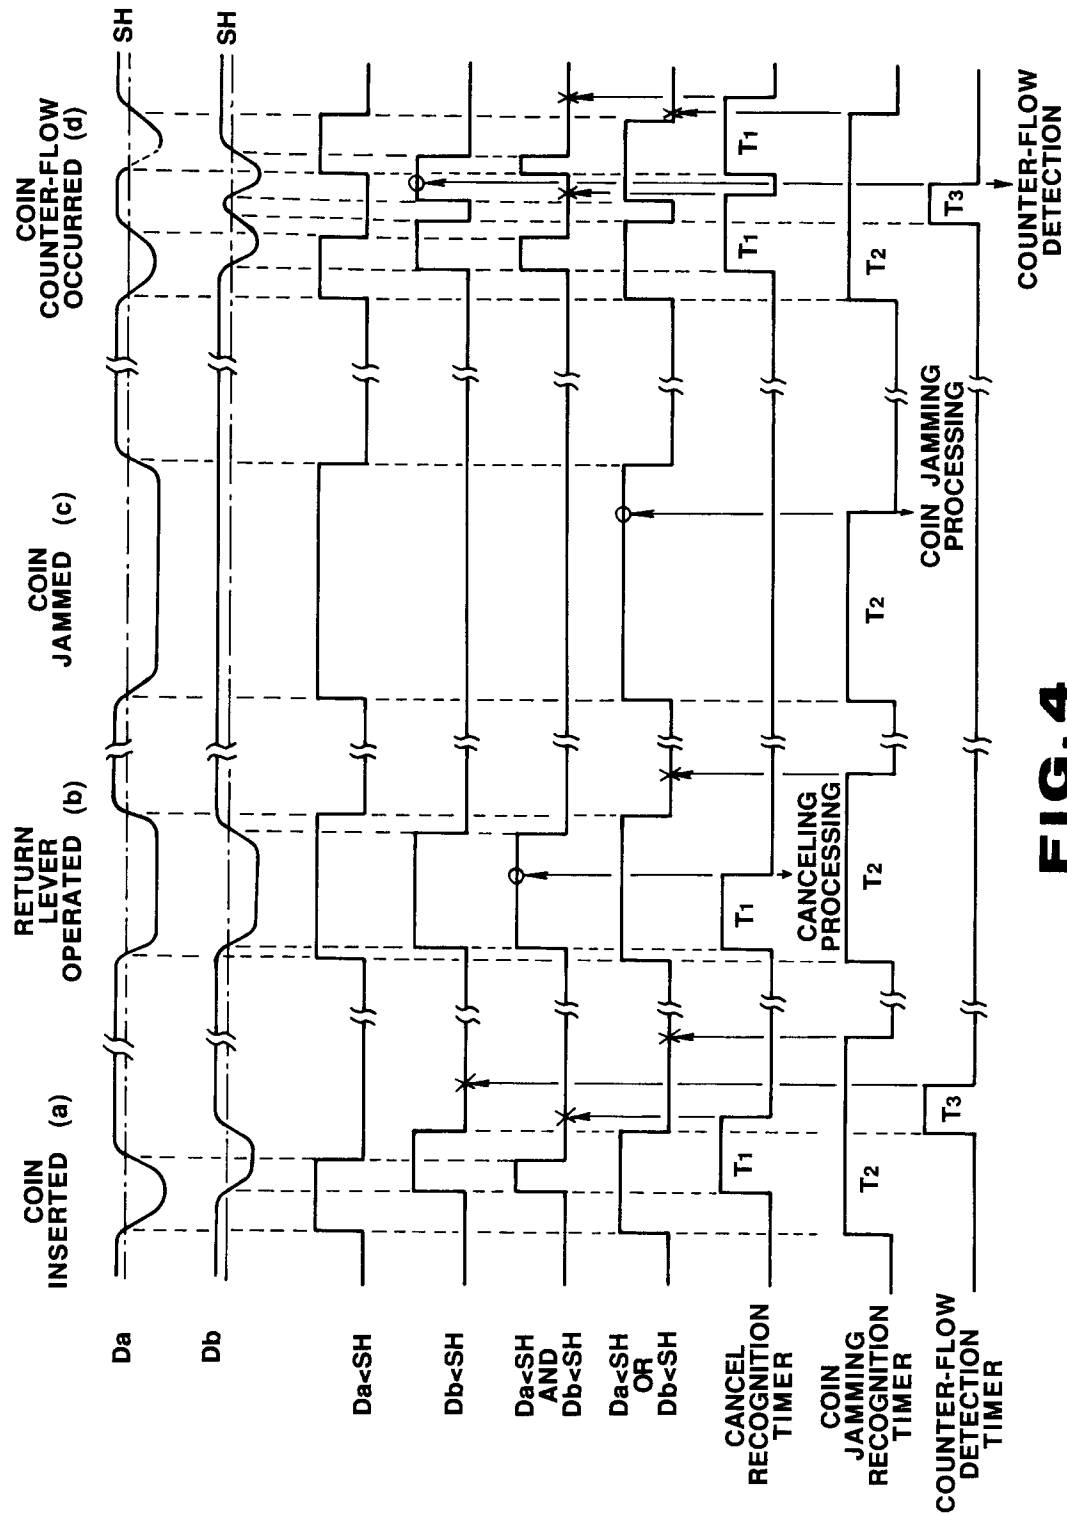 COIN
INSERTED (a)
RETURN
LEVER
OPERATED (b)
COIN
JAMMED (c)
COIN
COUNTER-FLOW
OCCURRED (d)
Da
SH
Db
SH
Da<SH
Db<SH
Da<SH
AND
Db<SH
Da<SH
OR
Db<SH
CANCEL
RECOGNITION
TIMER
T1
T1
T1
T1
CANCELING
PROCESSING
COIN
JAMMING
RECOGNITION
TIMER
T2
T2
T2
T2
COIN JAMMING
PROCESSING
COUNTER-FLOW
DETECTION
TIMER
T3
T3
COUNTER-FLOW
DETECTION
FIG. 4